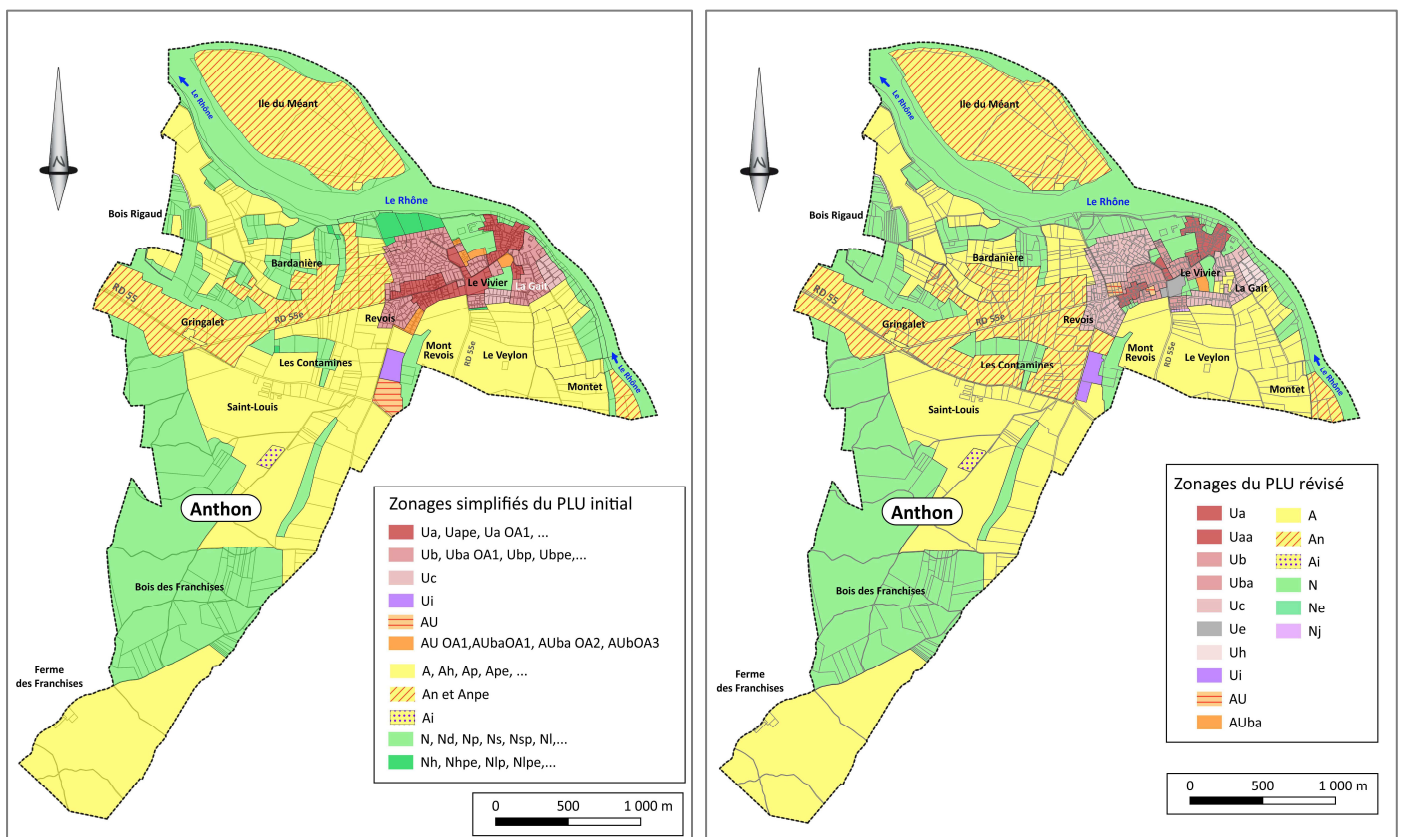 Ile du Méant
Le Rhône
Bois Rigaud
Le Rhône
Bardanière
Le Vivier
La Gait
RD 55
Gringalet
RD 55e
Revois
Mont
Revois
Le Veylon
RD 55e
Les Contamines
Le Rhône
Montet
Saint-Louis
Anthon
Bois des Franchises
Ferme
des Franchises
Zonages simplifiés du PLU initial
Ua, Uape, Ua OA1, ...
Ub, Uba OA1, Ubp, Ubpe,...
Uc
Ui
AU
AU OA1,AUbaOA1, AUba OA2, AUbOA3
A, Ah, Ap, Ape, ...
An et Anpe
Ai
N, Nd, Np, Ns, Nsp, Nl,...
Nh, Nhpe, Nlp, Nlpe,...
0 500 1 000 m
Ile du Méant
Le Rhône
Bois Rigaud
Le Rhône
Bardanière
Le Vivier
La Gait
RD 55
Gringalet
RD 55e
Revois
Mont
Revois
Le Veylon
RD 55e
Les Contamines
Le Rhône
Montet
Saint-Louis
Anthon
Bois des Franchises
Ferme
des Franchises
Zonages du PLU révisé
Ua
Uaa
Ub
Uba
Uc
Ue
Uh
Ui
AU
AUba
A
An
Ai
N
Ne
Nj
0 500 1 000 m